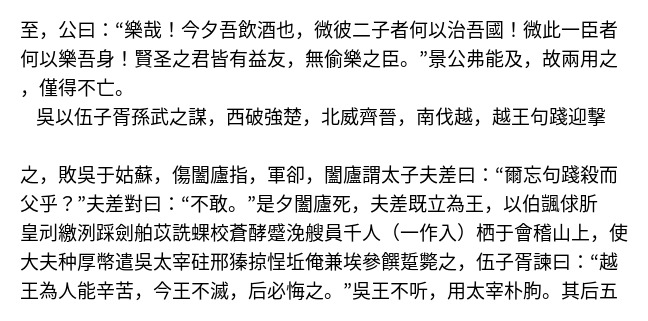 至，公曰：“樂哉！今夕吾飲酒也，微彼二子者何以治吾國！微此一臣者
何以樂吾身！賢圣之君皆有益友，無偷樂之臣。”景公弗能及，故兩用之
，僅得不亡。
吳以伍子胥孫武之謀，西破強楚，北威齊晉，南伐越，越王句踐迎擊
之，敗吳于姑蘇，傷闔廬指，軍卻，闔廬謂太子夫差曰：“爾忘句踐殺而
父乎？”夫差對曰：“不敢。”是夕闔廬死，夫差既立為王，以伯諷俅肵
皇刓繳洌踩劍舶苡詵蜾校蒼酵蹙浼艘員千人（一作入）栖于會稽山上，使
大夫种厚幣遣吳太宰砫邢獉掠悜坵俺兼埃參饌踅斃之，伍子胥諫曰：“越
王為人能辛苦，今王不滅，后必悔之。”吳王不听，用太宰朴朐。其后五